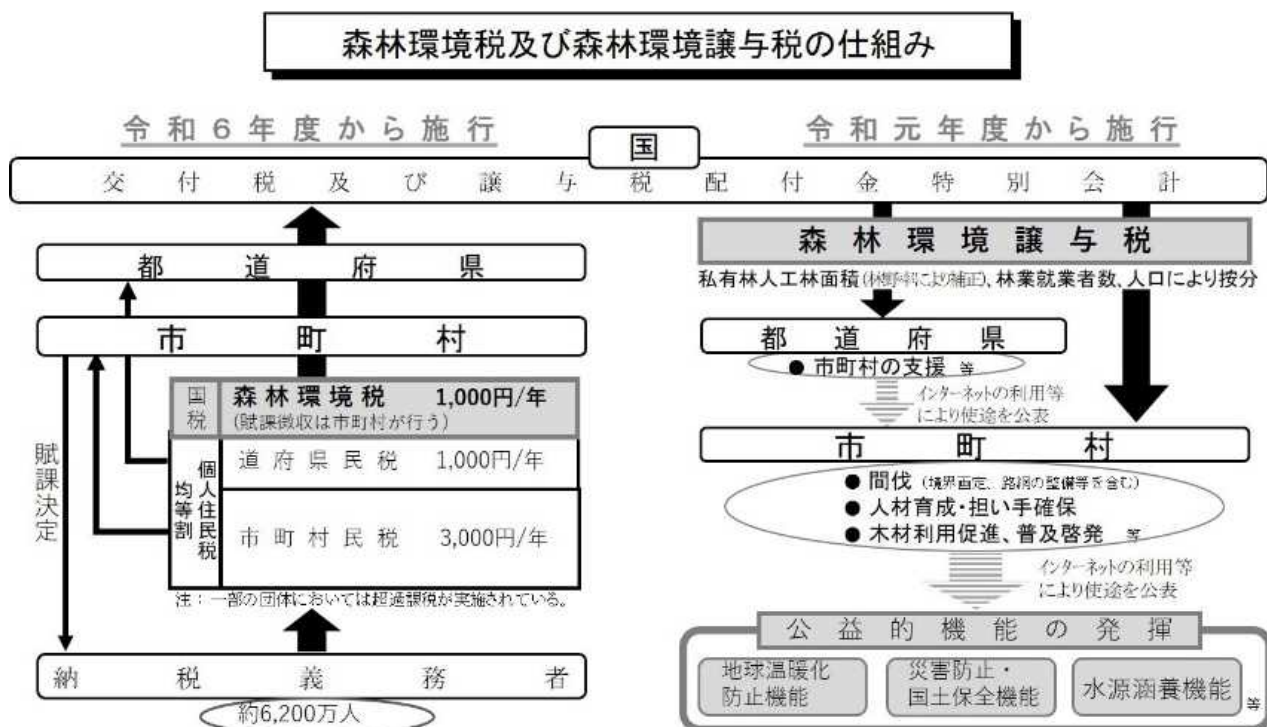 森林環境税及び森林環境譲与税の仕組み
令和6年度から施行
令和元年度から施行
国
交付税及び譲与税配付金特別会計
都道府県
市町村
国税
森林環境税 1,000円/年
(賦課徴収は市町村が行う)
個人住民税
均等割
道府県民税 1,000円/年
市町村民税 3,000円/年
注：一部の団体においては超過課税が実施されている。
賦課決定
納税義務者
約6,200万人
森林環境譲与税
私有林人工林面積(林野率により補正)、林業就業者数、人口により按分
都道府県
● 市町村の支援 等
インターネットの利用等
により使途を公表
市町村
● 間伐 (境界画定、路網の整備等を含む)
● 人材育成・担い手確保
● 木材利用促進、普及啓発 等
インターネットの利用等
により使途を公表
公益的機能の発揮
地球温暖化
防止機能
災害防止・
国土保全機能
水源涵養機能
等